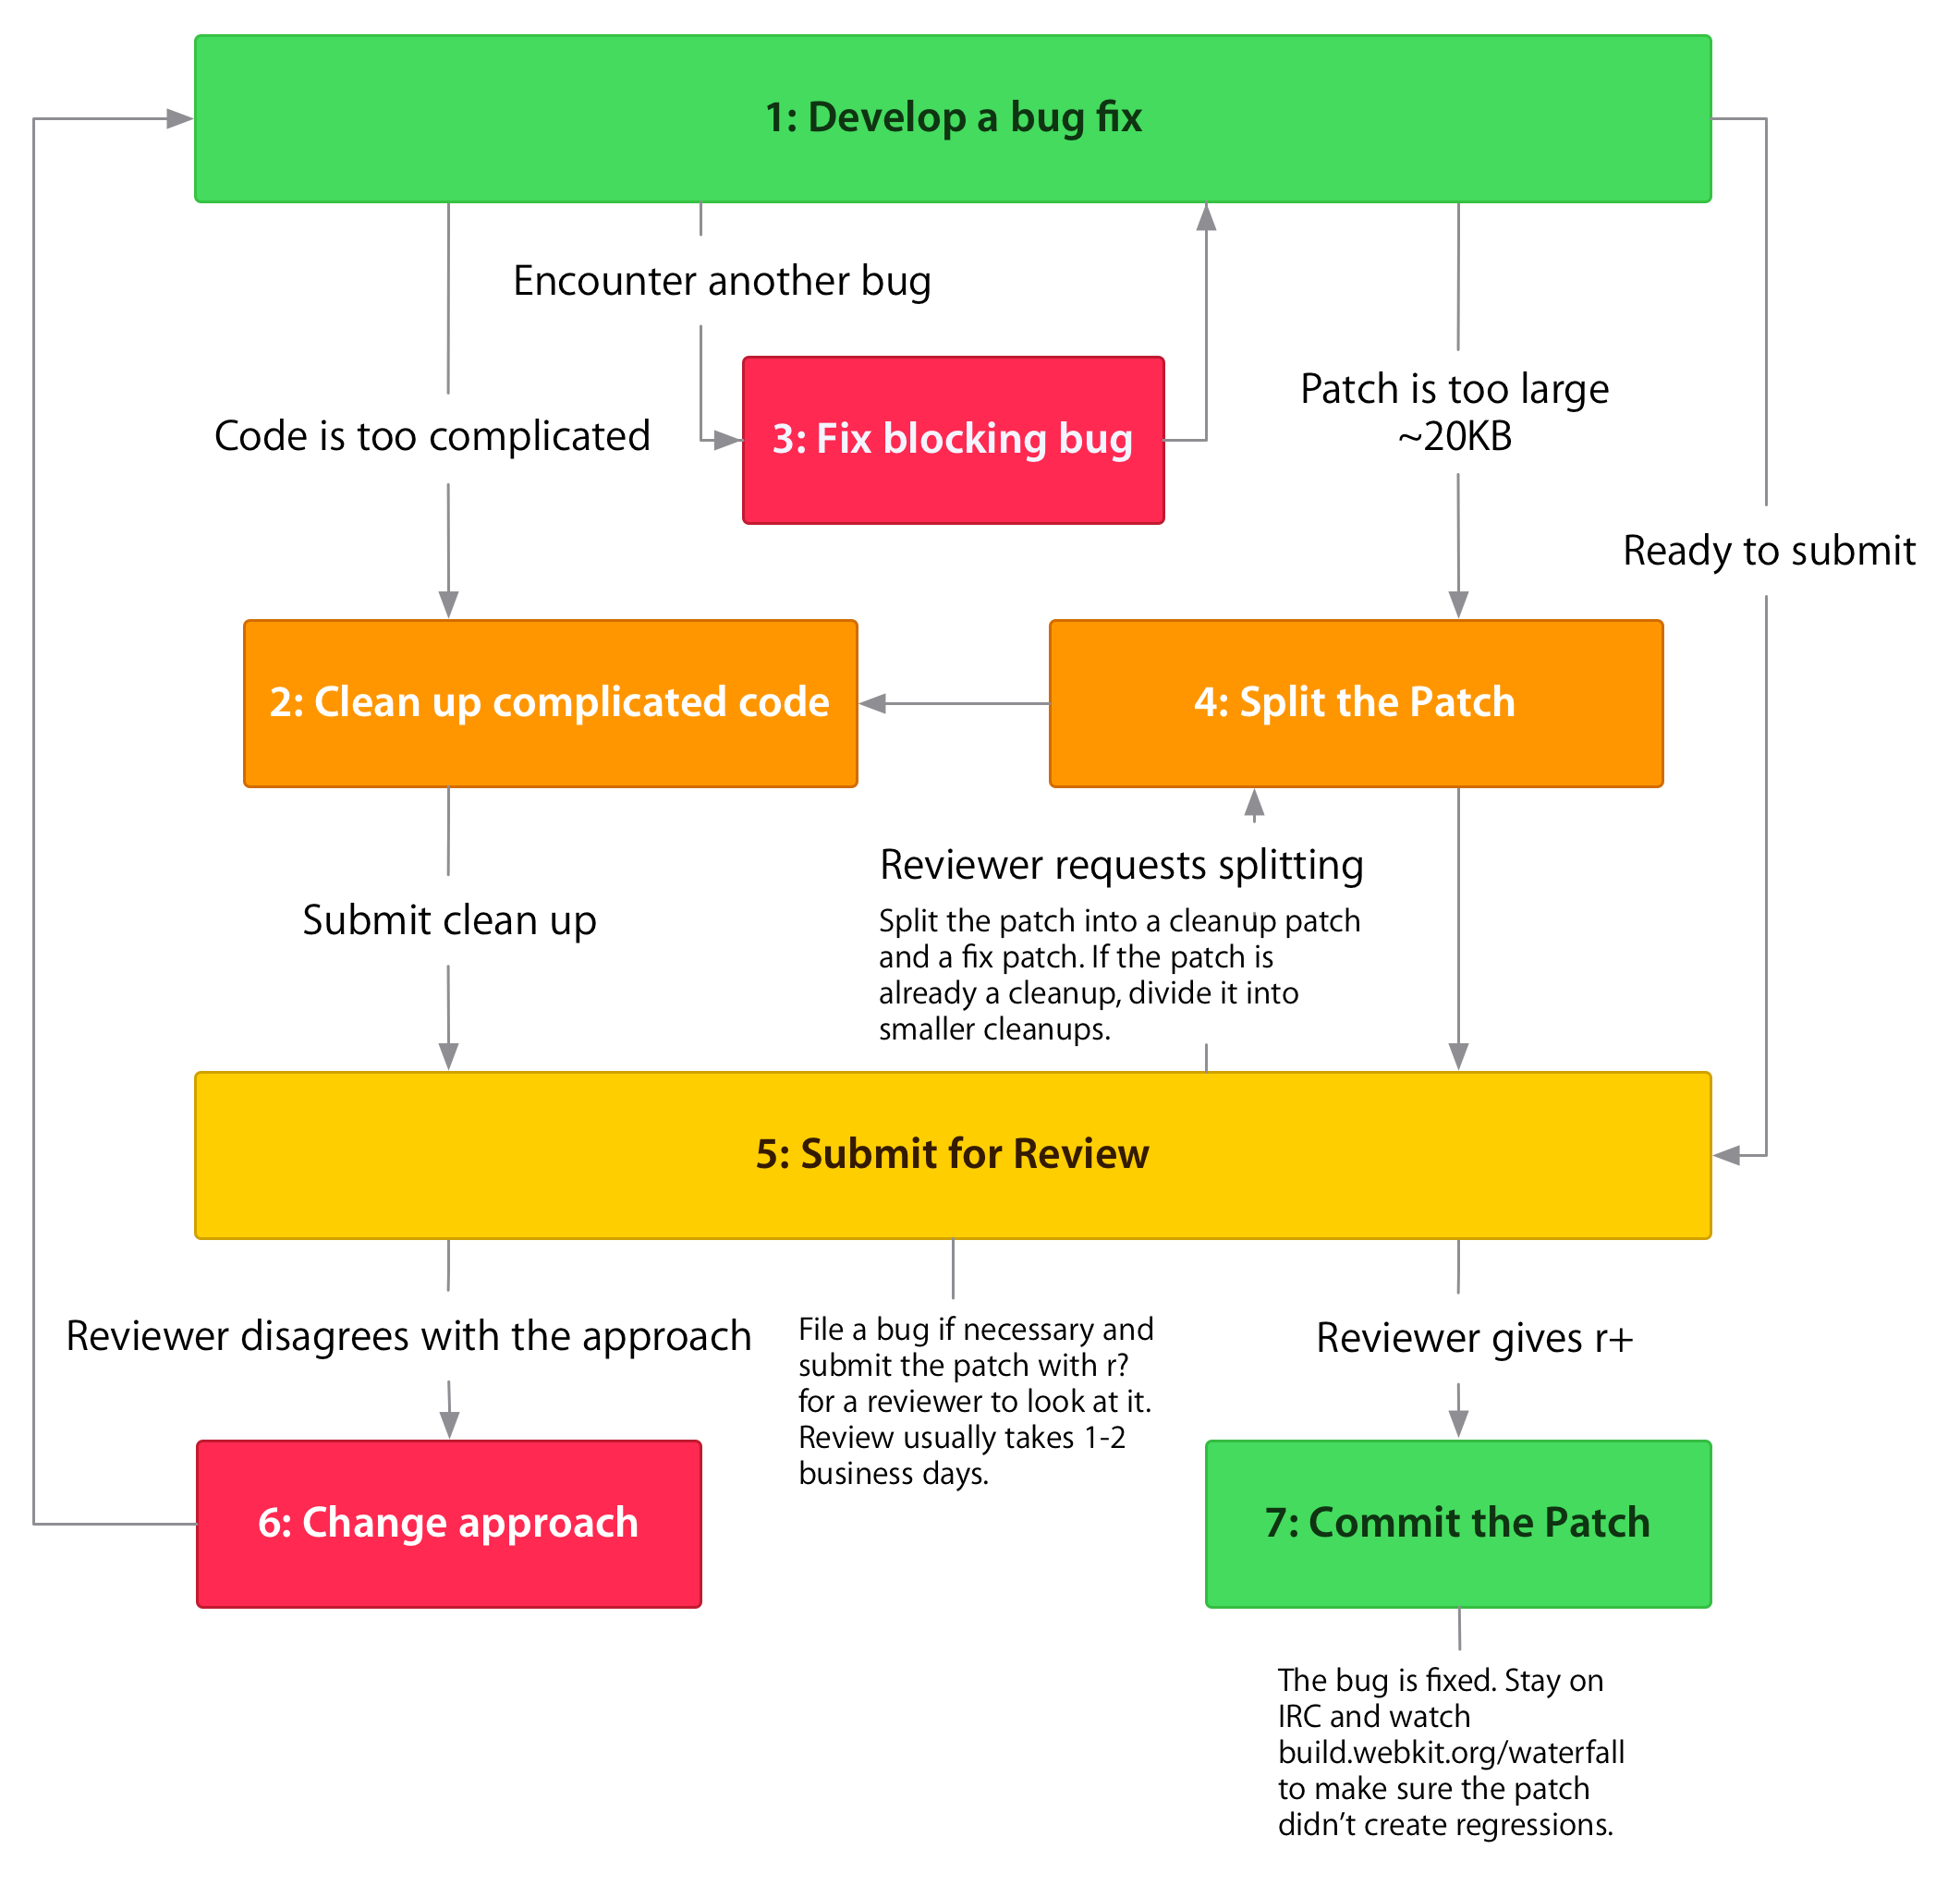 1: Develop a bug fix
Encounter another bug
Patch is too large
~20KB
Code is too complicated
3: Fix blocking bug
Ready to submit
2: Clean up complicated code
4: Split the Patch
Reviewer requests splitting
Split the patch into a cleanup patch
and a fix patch. If the patch is
already a cleanup, divide it into
smaller cleanups.
Submit clean up
5: Submit for Review
Reviewer disagrees with the approach
File a bug if necessary and
submit the patch with r?
for a reviewer to look at it.
Review usually takes 1-2
business days.
Reviewer gives r+
6: Change approach
7: Commit the Patch
The bug is fixed. Stay on
IRC and watch
build.webkit.org/waterfall
to make sure the patch
didn’t create regressions.